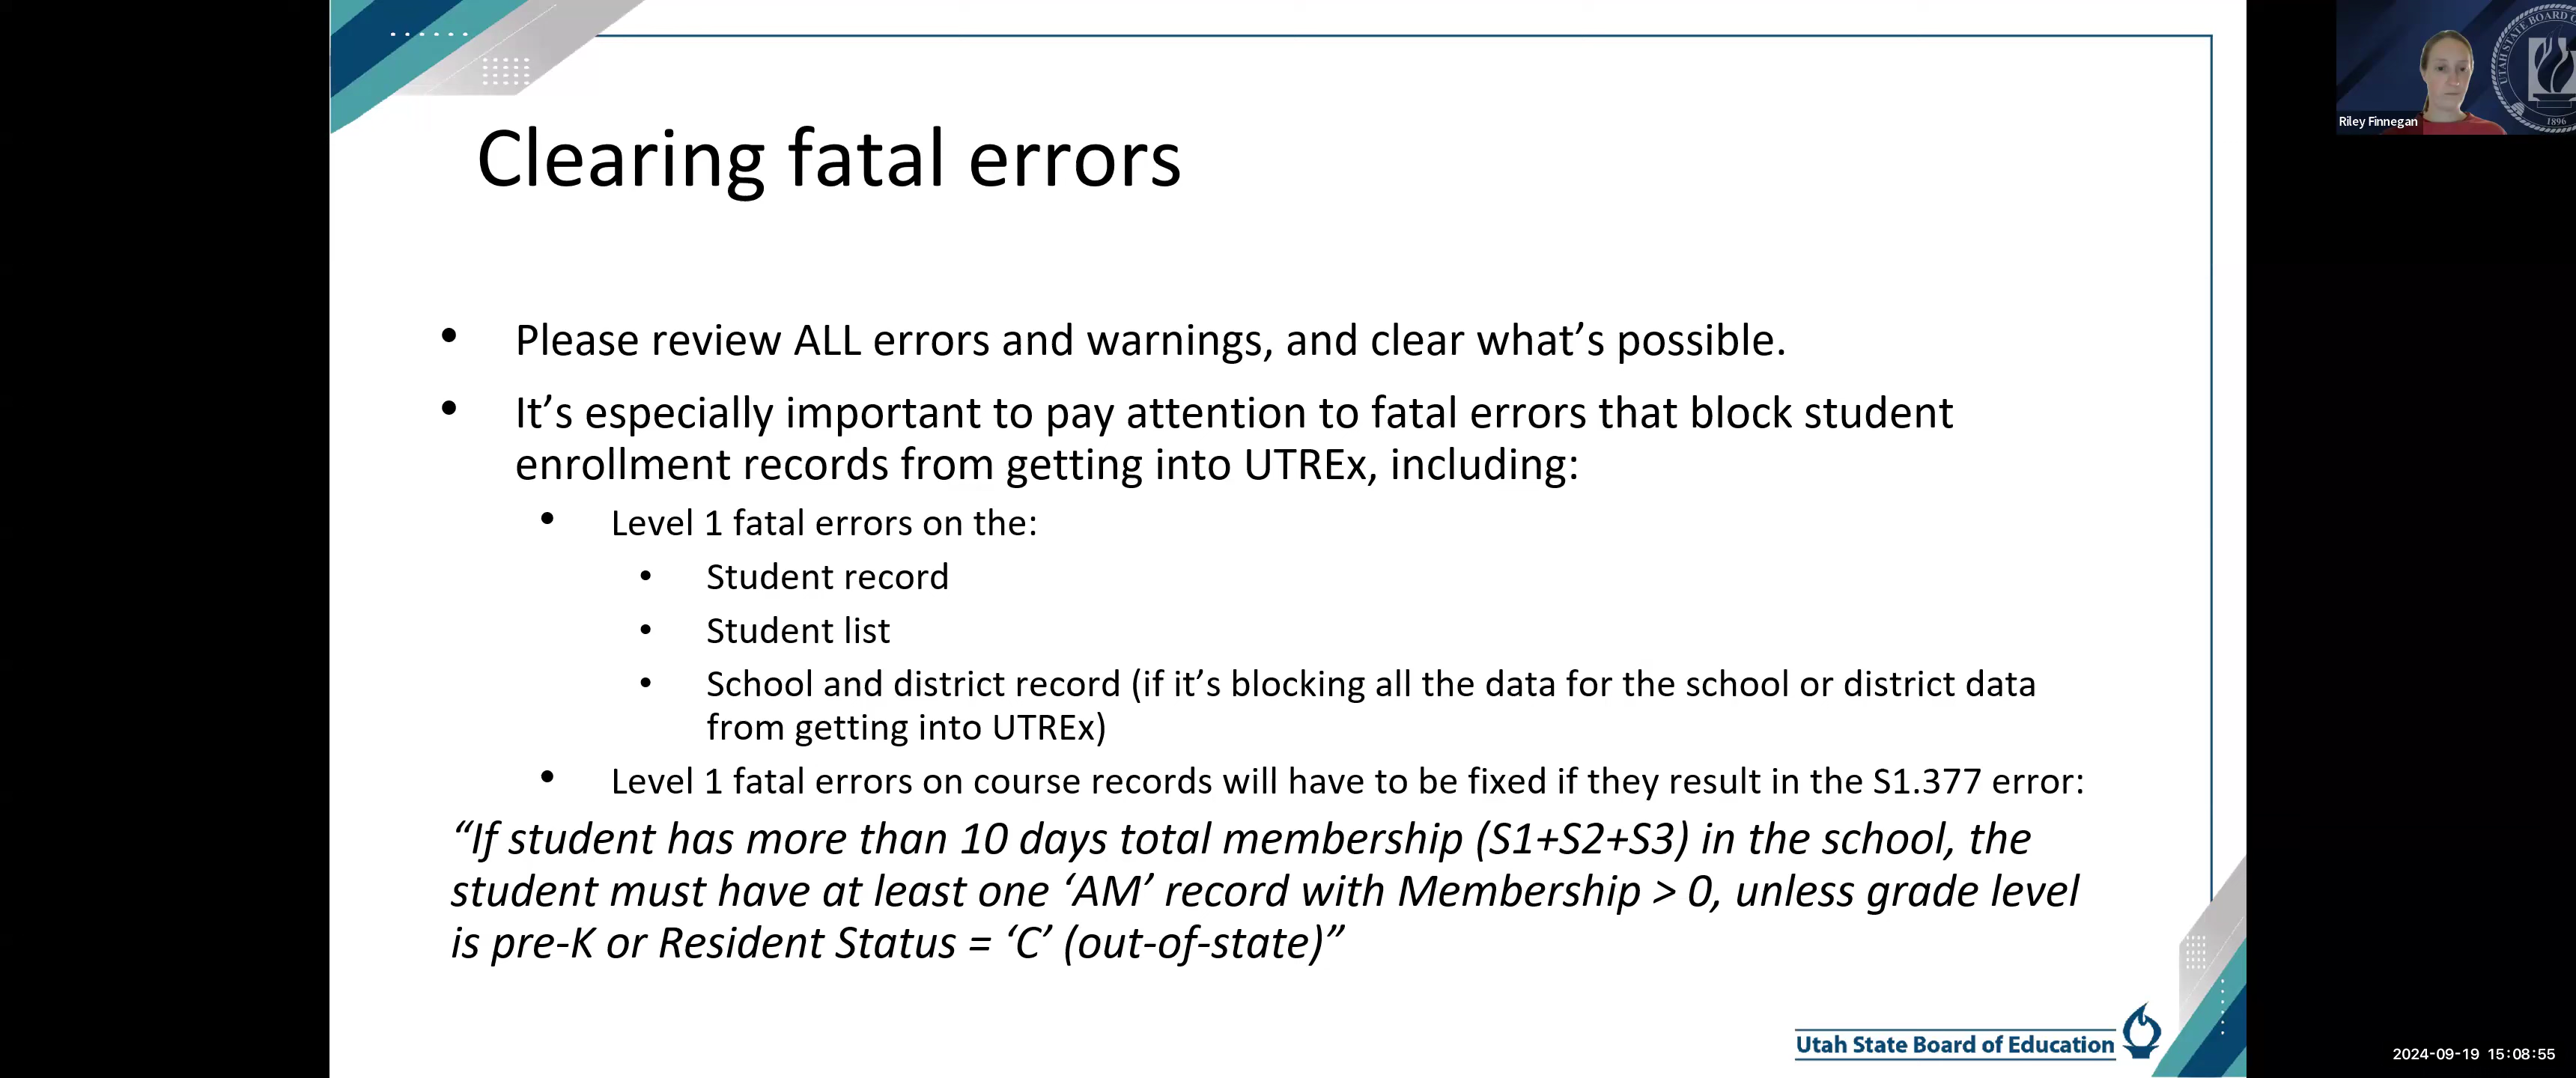 Clearing fatal errors
• Please review ALL errors and warnings, and clear what’s possible.
• It’s especially important to pay attention to fatal errors that block student
enrollment records from getting into UTREx, including:
• Level 1 fatal errors on the:
• Student record
• Student list
• School and district record (if it’s blocking all the data for the school or district data
from getting into UTREx)
• Level 1 fatal errors on course records will have to be fixed if they result in the S1.377 error:
“If student has more than 10 days total membership (S1+S2+S3) in the school, the
student must have at least one ‘AM’ record with Membership > 0, unless grade level
is pre-K or Resident Status = ‘C’ (out-of-state)”
Utah State Board of Education
Riley Finnegan
UTAH STATE BOARD O
1896
2024-09-19 15:08:55